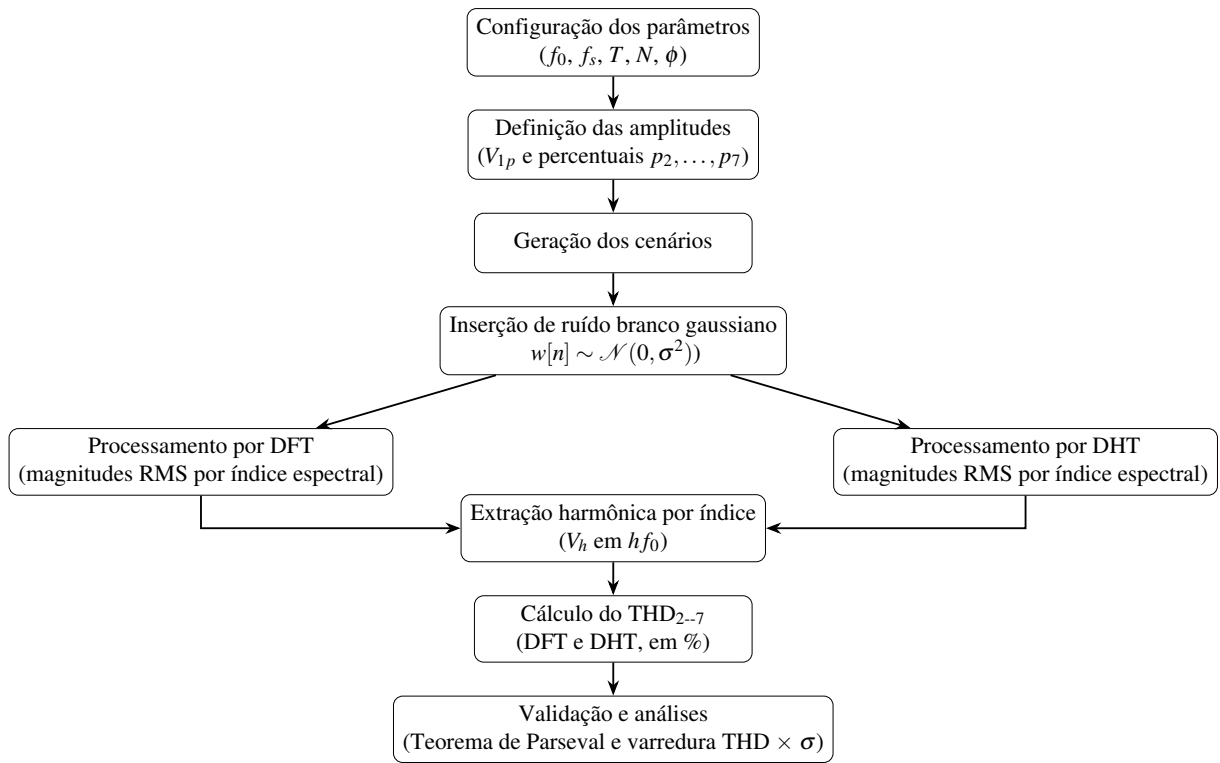 Configuração dos parâmetros
(f₀, fₛ, T, N, ϕ)
Definição das amplitudes
(V₁ₚ e percentuais p₂,…,p₇)
Geração dos cenários
Inserção de ruído branco gaussiano
w[n] ∼ 𝒩(0,σ²))
Processamento por DFT
(magnitudes RMS por índice espectral)
Processamento por DHT
(magnitudes RMS por índice espectral)
Extração harmônica por índice
(Vₕ em hf₀)
Cálculo do THD₂₋₋₇
(DFT e DHT, em %)
Validação e análises
(Teorema de Parseval e varredura THD × σ)